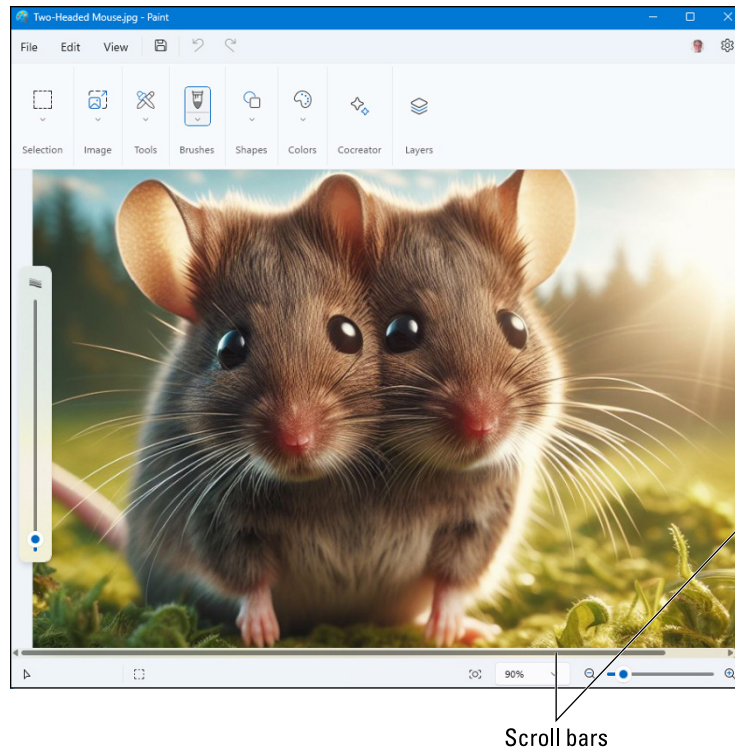 Two-Headed Mouse.jpg - Paint
File Edit View
Selection Image Tools Brushes Shapes Colors Cocreator Layers
90%
Scroll bars